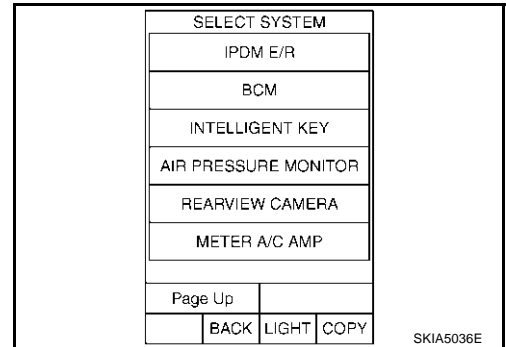 SELECT SYSTEM
IPDM E/R
BCM
INTELLIGENT KEY
AIR PRESSURE MONITOR
REARVIEW CAMERA
METER A/C AMP
Page Up
BACK LIGHT COPY
SKIA5036E